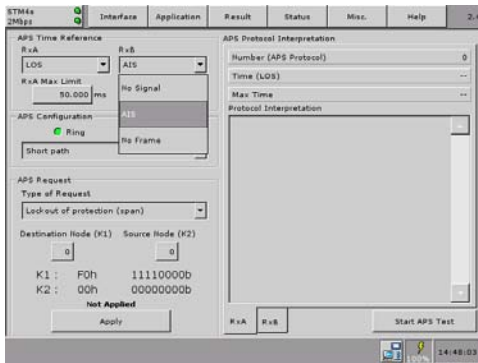 STM4a
2Mbps
Interface Application Result Status Misc. Help 2.
APS Time Reference
RxA RxB
LOS AIS
No Signal
AIS
No Frame
RxA Max Limit
50.000 ms
APS Configuration
Ring
Short path
APS Request
Type of Request
Lockout of protection (span)
Destination Node (K1) Source Node (K2)
0 0
K1 : F0h 11110000b
K2 : 00h 00000000b
Not Applied
Apply
APS Protocol Interpretation
Number (APS Protocol) 0
Time (LOS) --
Max Time --
Protocol Interpretation
RxA RxB
Start APS Test
100% 14:48:03